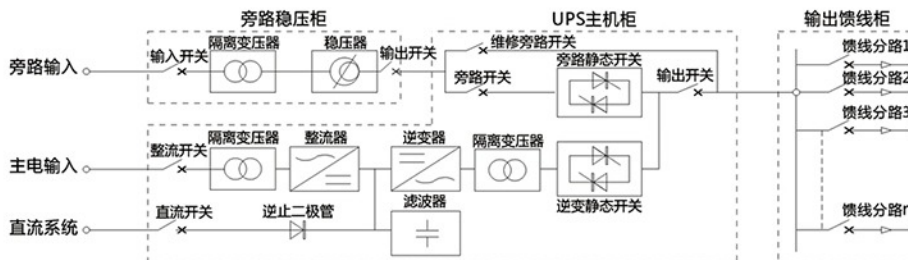 旁路稳压柜
UPS主机柜
输出馈线柜
隔离变压器
稳压器
输入开关
输出开关
旁路输入
维修旁路开关
旁路静态开关
旁路开关
输出开关
馈线分路1
馈线分路2
馈线分路3
隔离变压器
整流器
逆变器
隔离变压器
整流开关
主电输入
逆变静态开关
直流开关
逆止二极管
滤波器
直流系统
馈线分路n